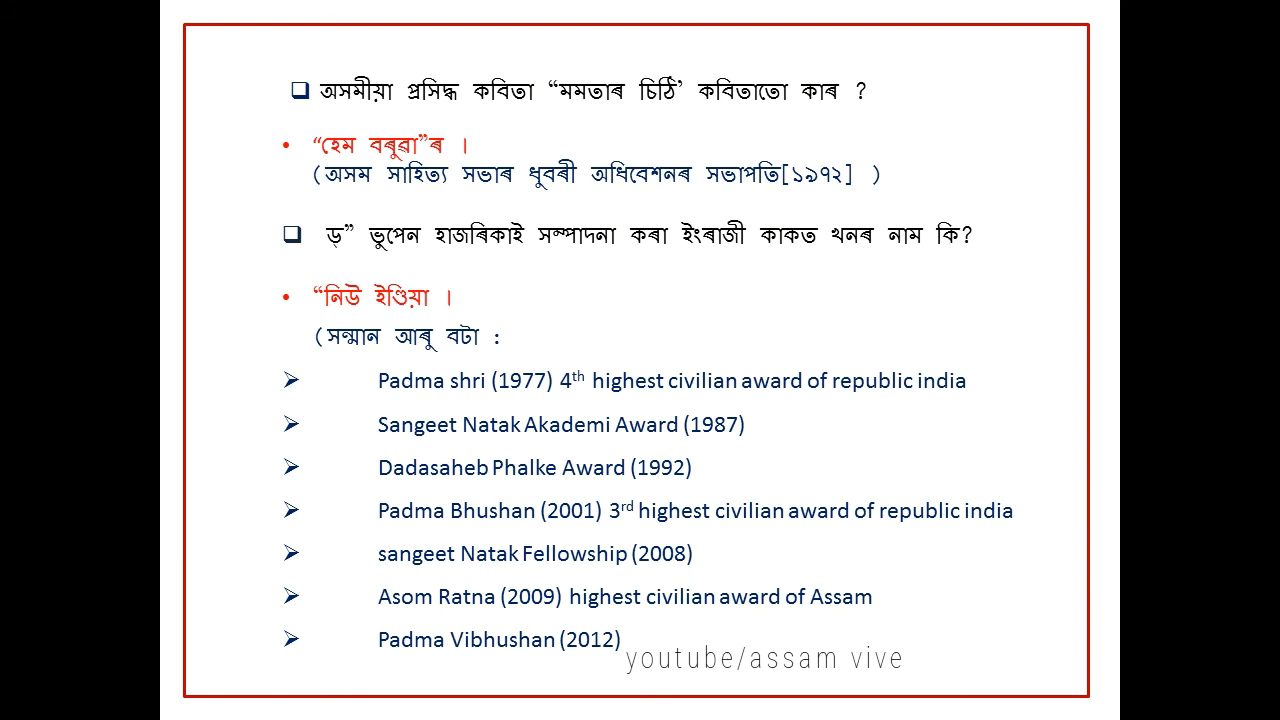 ❑ অসমীয়া প্ৰসিদ্ধ কবিতা “মমতাৰ চিঠি’ কবিতাতো কাৰ ?
• “হেম বৰুৱা”ৰ ।
(অসম সাহিত্য সভাৰ ধুবৰী অধিবেশনৰ সভাপতি[১৯৭২] )
❑ ড্” ভুপেন হাজৰিকাই সম্পাদনা কৰা ইংৰাজী কাকত খনৰ নাম কি?
• “নিউ ইণ্ডিয়া ।
(সন্মান আৰু বটা :
➢ Padma shri (1977) 4th highest civilian award of republic india
➢ Sangeet Natak Akademi Award (1987)
➢ Dadasaheb Phalke Award (1992)
➢ Padma Bhushan (2001) 3rd highest civilian award of republic india
➢ sangeet Natak Fellowship (2008)
➢ Asom Ratna (2009) highest civilian award of Assam
➢ Padma Vibhushan (2012)
youtube/assam vive